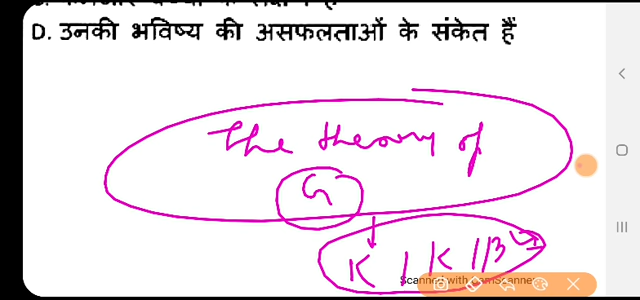 D. उनकी भविष्य की असफलताओं के संकेत हैं
The theory of
G
K / K / B
Scanned with CamScanner